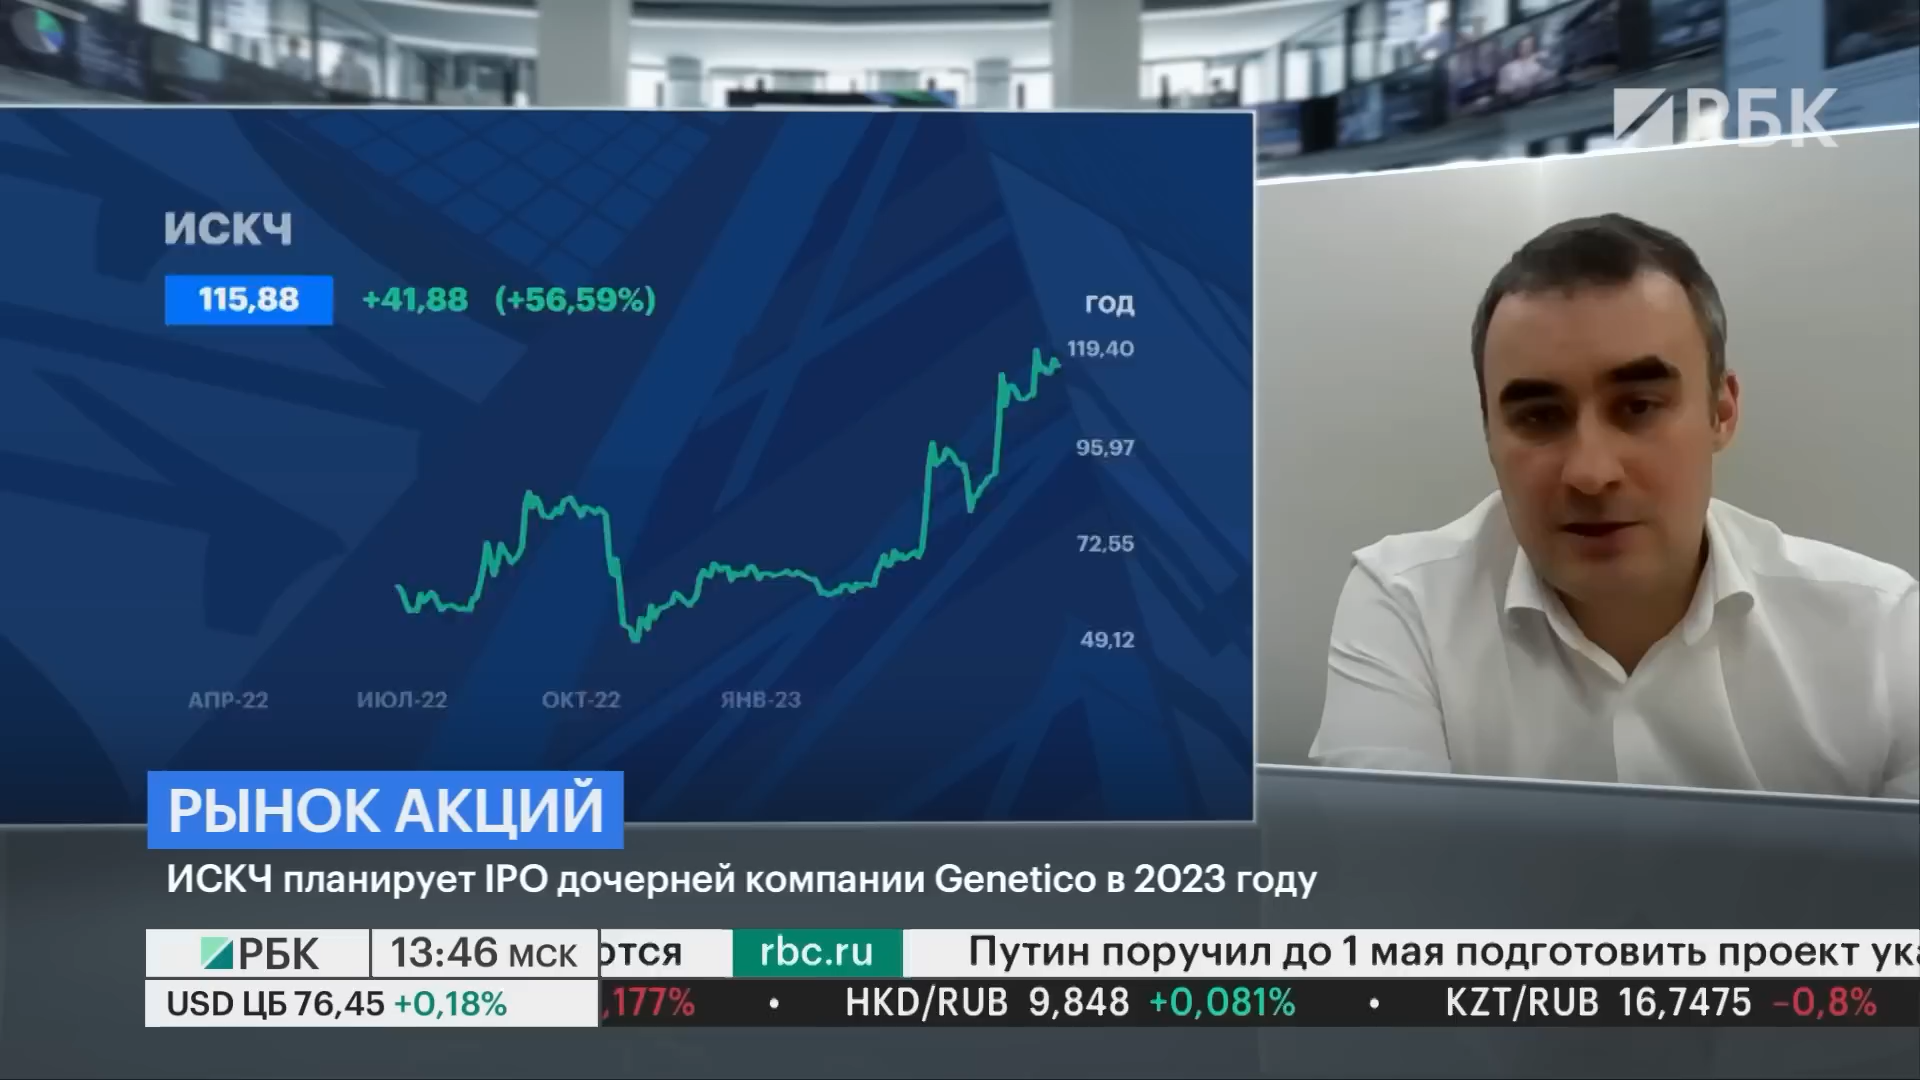 РБК
ИСКЧ
115,88 +41,88 (+56,59%)
ГОД
119,40
95,97
72,55
49,12
АПР-22 ИЮЛ-22 ОКТ-22 ЯНВ-23
РЫНОК АКЦИЙ
ИСКЧ планирует IPO дочерней компании Genetico в 2023 году
РБК 13:46 МСК отся rbc.ru Путин поручил до 1 мая подготовить проект ука
USD ЦБ 76,45 +0,18% ,177% • HKD/RUB 9,848 +0,081% • KZT/RUB 16,7475 -0,8%